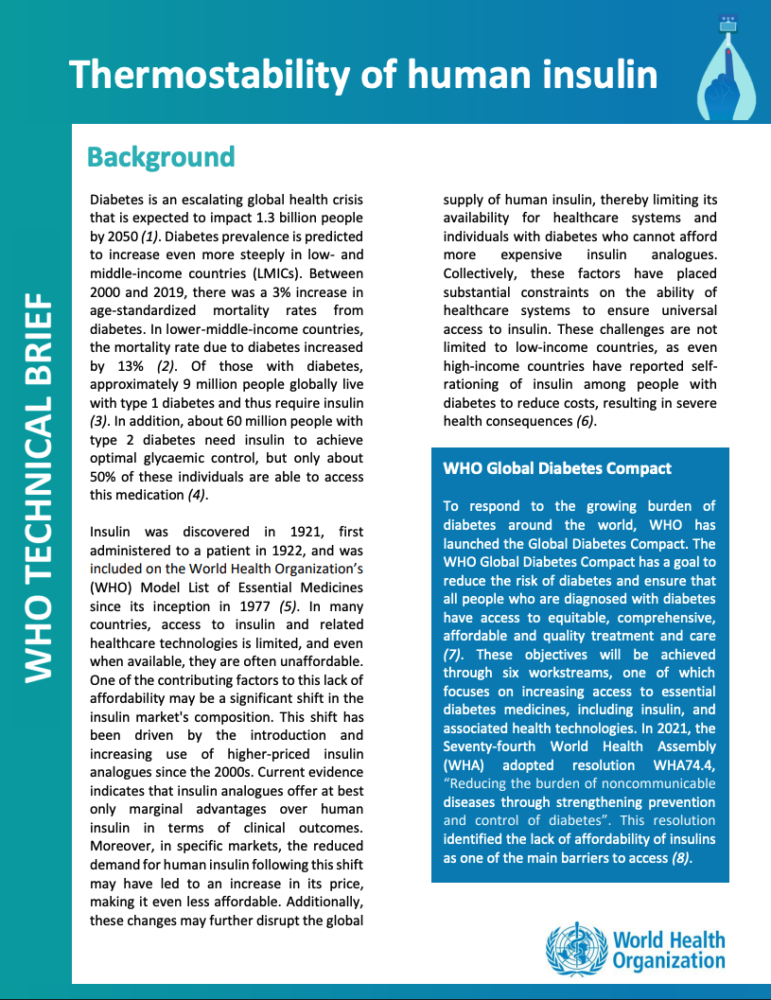 Thermostability of human insulin
WHO TECHNICAL BRIEF
Background
Diabetes is an escalating global health crisis
that is expected to impact 1.3 billion people
by 2050 (1). Diabetes prevalence is predicted
to increase even more steeply in low- and
middle-income countries (LMICs). Between
2000 and 2019, there was a 3% increase in
age-standardized mortality rates from
diabetes. In lower-middle-income countries,
the mortality rate due to diabetes increased
by 13% (2). Of those with diabetes,
approximately 9 million people globally live
with type 1 diabetes and thus require insulin
(3). In addition, about 60 million people with
type 2 diabetes need insulin to achieve
optimal glycaemic control, but only about
50% of these individuals are able to access
this medication (4).
Insulin was discovered in 1921, first
administered to a patient in 1922, and was
included on the World Health Organization’s
(WHO) Model List of Essential Medicines
since its inception in 1977 (5). In many
countries, access to insulin and related
healthcare technologies is limited, and even
when available, they are often unaffordable.
One of the contributing factors to this lack of
affordability may be a significant shift in the
insulin market's composition. This shift has
been driven by the introduction and
increasing use of higher-priced insulin
analogues since the 2000s. Current evidence
indicates that insulin analogues offer at best
only marginal advantages over human
insulin in terms of clinical outcomes.
Moreover, in specific markets, the reduced
demand for human insulin following this shift
may have led to an increase in its price,
making it even less affordable. Additionally,
these changes may further disrupt the global
supply of human insulin, thereby limiting its
availability for healthcare systems and
individuals with diabetes who cannot afford
more expensive insulin analogues.
Collectively, these factors have placed
substantial constraints on the ability of
healthcare systems to ensure universal
access to insulin. These challenges are not
limited to low-income countries, as even
high-income countries have reported self-
rationing of insulin among people with
diabetes to reduce costs, resulting in severe
health consequences (6).
WHO Global Diabetes Compact
To respond to the growing burden of
diabetes around the world, WHO has
launched the Global Diabetes Compact. The
WHO Global Diabetes Compact has a goal to
reduce the risk of diabetes and ensure that
all people who are diagnosed with diabetes
have access to equitable, comprehensive,
affordable and quality treatment and care
(7). These objectives will be achieved
through six workstreams, one of which
focuses on increasing access to essential
diabetes medicines, including insulin, and
associated health technologies. In 2021, the
Seventy-fourth World Health Assembly
(WHA) adopted resolution WHA74.4,
“Reducing the burden of noncommunicable
diseases through strengthening prevention
and control of diabetes”. This resolution
identified the lack of affordability of insulins
as one of the main barriers to access (8).
World Health
Organization